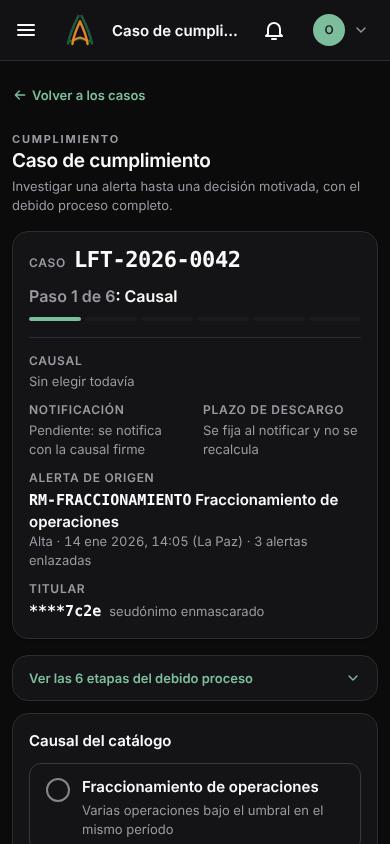 Caso de cumpli...
O
← Volver a los casos
CUMPLIMIENTO
Caso de cumplimiento
Investigar una alerta hasta una decisión motivada, con el
debido proceso completo.
CASO LFT-2026-0042
Paso 1 de 6: Causal
CAUSAL
Sin elegir todavía
NOTIFICACIÓN
Pendiente: se notifica
con la causal firme
PLAZO DE DESCARGO
Se fija al notificar y no se
recalcula
ALERTA DE ORIGEN
RM-FRACCIONAMIENTO Fraccionamiento de
operaciones
Alta · 14 ene 2026, 14:05 (La Paz) · 3 alertas
enlazadas
TITULAR
****7c2e seudónimo enmascarado
Ver las 6 etapas del debido proceso
Causal del catálogo
Fraccionamiento de operaciones
Varias operaciones bajo el umbral en el
mismo período